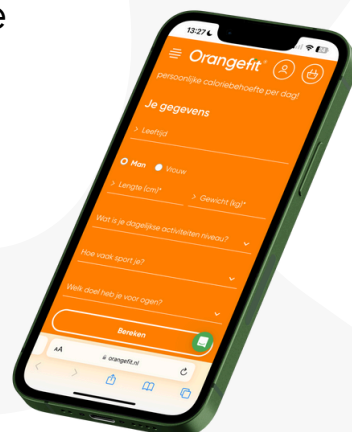 e
13:27
Orangefit
persoonlijke caloriebehoefte per dag!
Je gegevens
> Leeftijd
Man Vrouw
> Lengte (cm)* > Gewicht (kg)*
Wat is je dagelijkse activiteiten niveau?
Hoe vaak sport je?
Welk doel heb je voor ogen?
Bereken
AA orangefit.nl